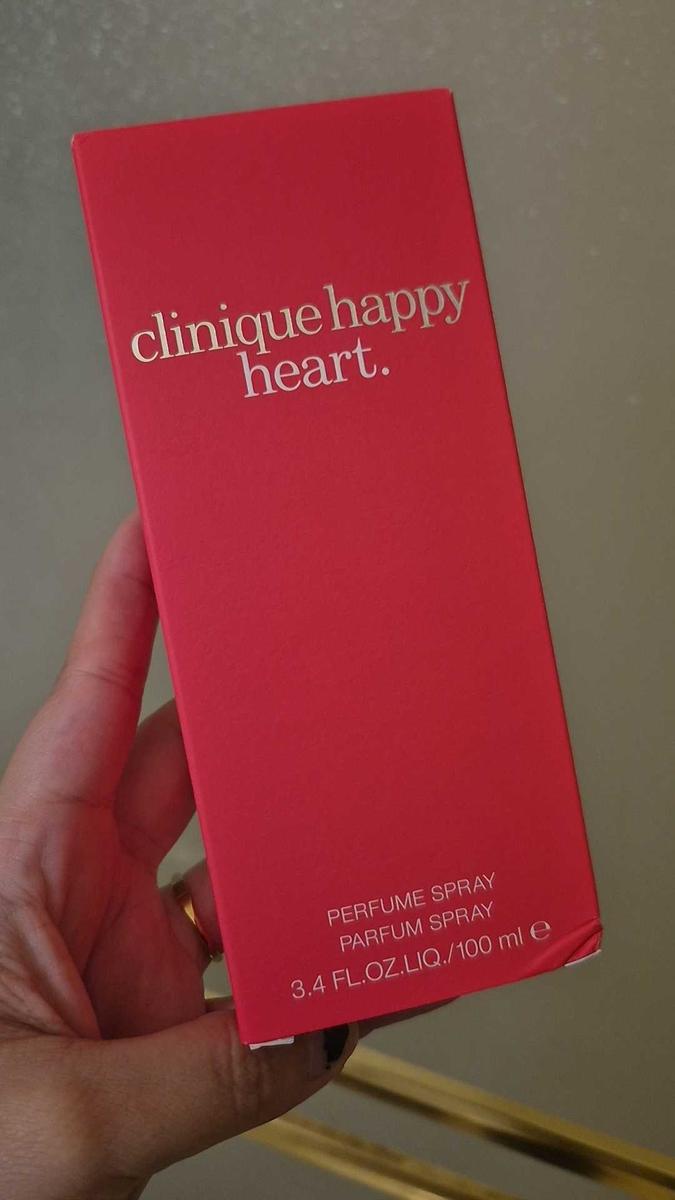 clinique happy
heart.
PERFUME SPRAY
PARFUM SPRAY
3.4 FL.OZ.LIQ./100 ml ℮